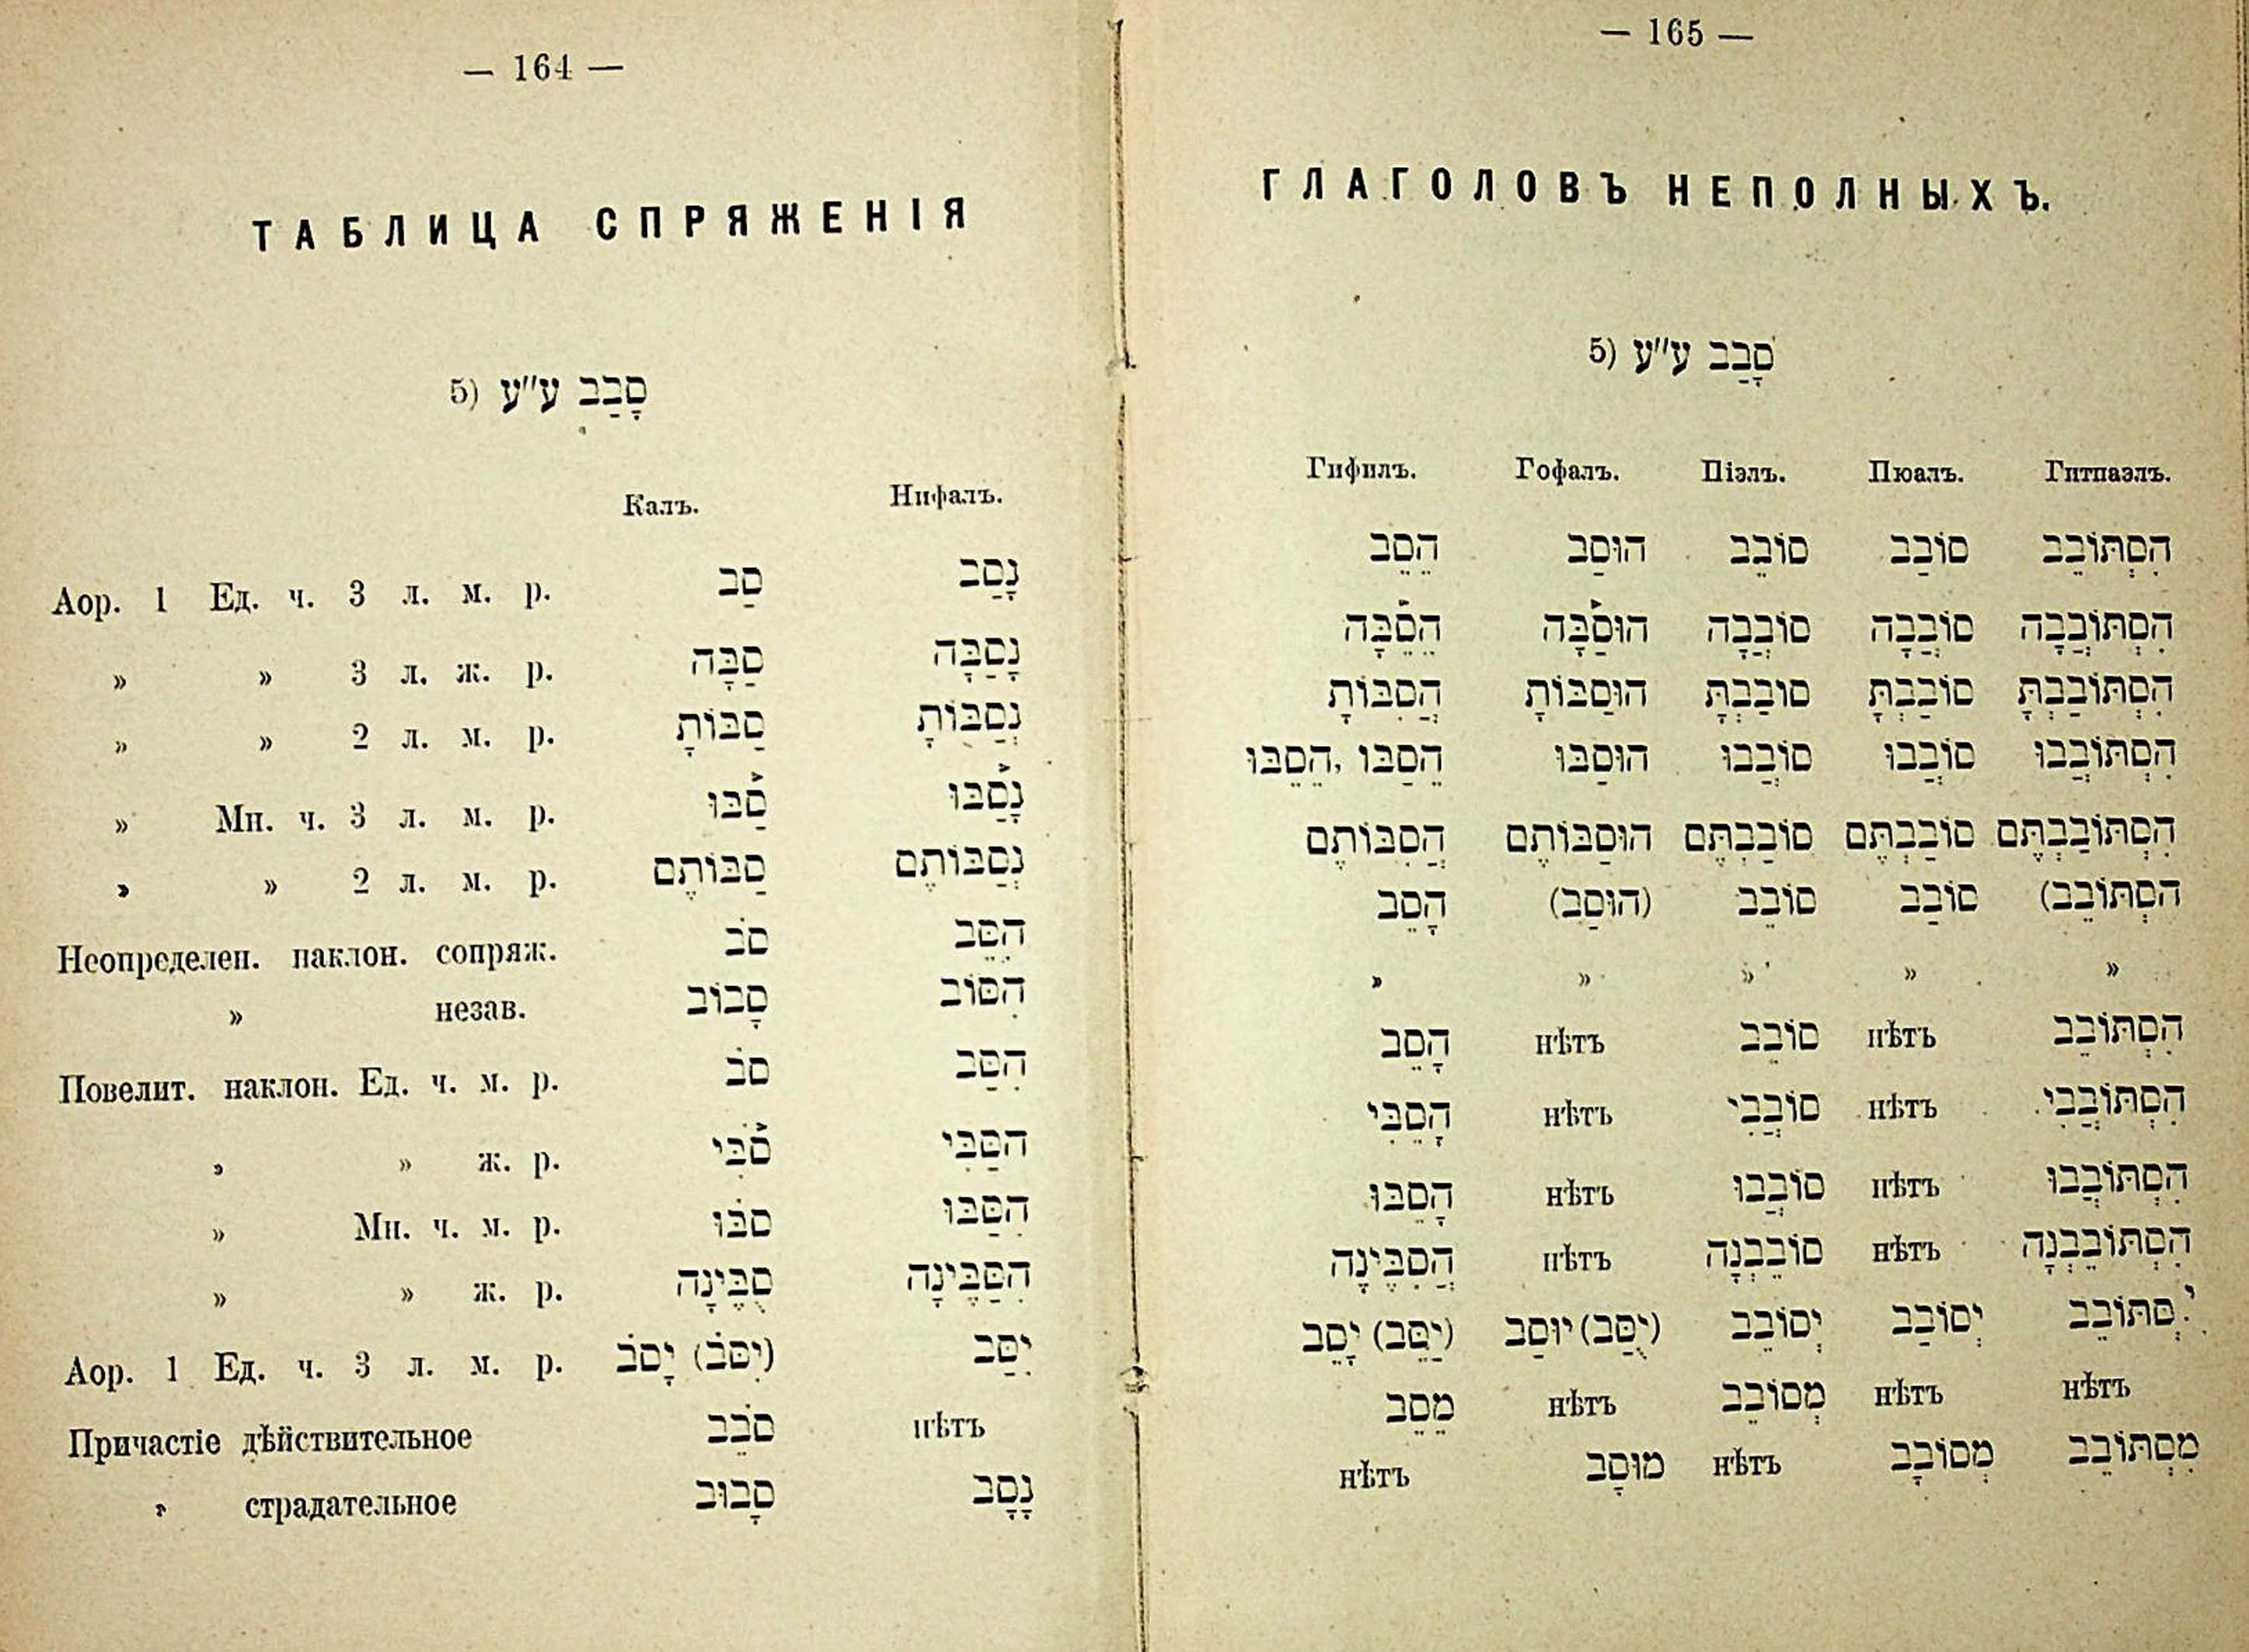 — 164 —
ТАБЛИЦА СПРЯЖЕНІЯ
5) סָבַב ע״ע
Калъ. Нифалъ.
Аор. 1 Ед. ч. 3 л. м. р. סַב נָסַב
» » 3 л. ж. р. סַבָּה נָסַבָּה
» » 2 л. м. р. סַבּוֹתָ נְסַבּוֹתָ
» Мн. ч. 3 л. м. р. סַ֫בּוּ נָסַ֫בּוּ
» » 2 л. м. р. סַבּוֹתֶם נְסַבּוֹתֶם
Неопределен. наклон. сопряж. סֹב הִסֵּב
» незав. סָבוֹב הִסּוֹב
Повелит. наклон. Ед. ч. м. р. סֹב הִסַּב
» » ж. р. סֹ֫בִּי הִסַּבִּי
» Мн. ч. м. р. סֹבּוּ הִסַּבּוּ
» » ж. р. סֻבֶּינָה הִסַּבֶּינָה
Аор. 1 Ед. ч. 3 л. м. р. יָסֹב (יִסֹּב) יִסַּב
Причастіе дѣйствительное סֹבֵב нѣтъ
» страдательное סָבוּב נָסָב
— 165 —
ГЛАГОЛОВЪ НЕПОЛНЫХЪ.
5) סָבַב ע״ע
Гифилъ. Гофалъ. Піэлъ. Пюалъ. Гитпаэлъ.
הֵסֵב הוּסַב סוֹבֵב סוֹבַב הִסְתּוֹבֵב
הֵסֵ֫בָּה הוּסַ֫בָּה סוֹבְבָה סוֹבְבָה הִסְתּוֹבְבָה
הֲסִבּוֹתָ הוּסַבּוֹתָ סוֹבַבְתָּ סוֹבַבְתָּ הִסְתּוֹבַבְתָּ
הֵסַבּוּ, הֵסֵבּוּ הוּסַבּוּ סוֹבְבוּ סוֹבְבוּ הִסְתּוֹבְבוּ
הֲסִבּוֹתֶם הוּסַבּוֹתֶם סוֹבַבְתֶּם סוֹבַבְתֶּם הִסְתּוֹבַבְתֶּם
הָסֵב (הוּסַב) סוֹבֵב סוֹבַב הִסְתּוֹבֵב)
» » » » »
הָסֵב нѣтъ סוֹבֵב нѣтъ הִסְתּוֹבֵב
הָסֵבִּי нѣтъ סוֹבְבִי нѣтъ הִסְתּוֹבְבִי
הָסֵבּוּ нѣтъ סוֹבְבוּ нѣтъ הִסְתּוֹבְבוּ
הֲסִבֶּינָה нѣтъ סוֹבֵבְנָה нѣтъ הִסְתּוֹבֵבְנָה
יָסֵב (יַסֵּב) יוּסַב (יֻסַּב) יְסוֹבֵב יְסוֹבַב יִסְתּוֹבֵב
מֵסֵב нѣтъ מְסוֹבֵב нѣтъ нѣтъ
нѣтъ מוּסָב нѣтъ מְסוֹבָב מִסְתּוֹבֵב